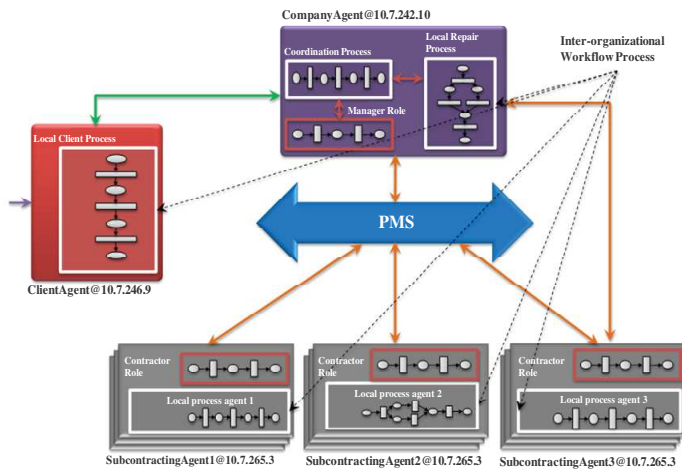 CompanyAgent@10.7.242.10
Coordination Process
Local Repair
Process
Inter-organizational
Workflow Process
Manager Role
Local Client Process
PMS
ClientAgent@10.7.246.9
Contractor
Role
Local process agent 1
Contractor
Role
Local process agent 2
Contractor
Role
Local process agent 3
SubcontractingAgent1@10.7.265.3
SubcontractingAgent2@10.7.265.3
SubcontractingAgent3@10.7.265.3